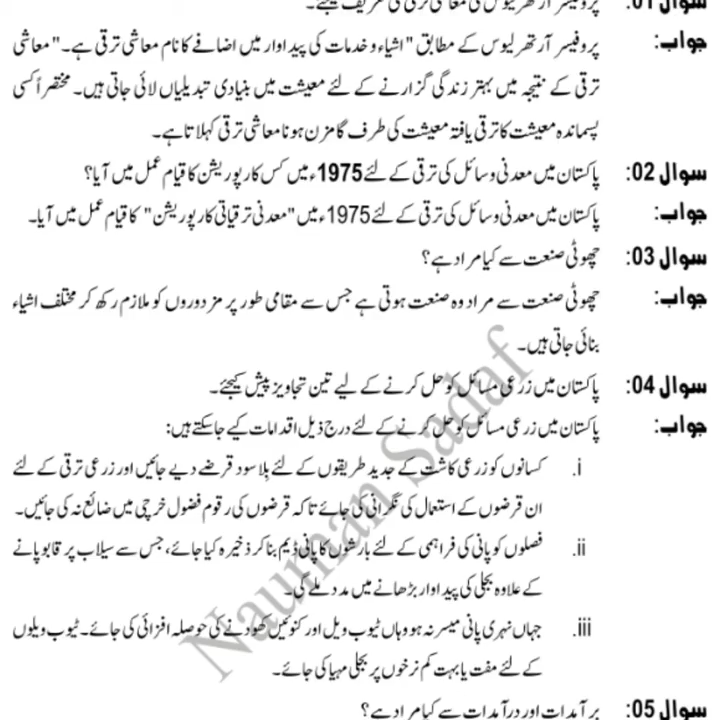 سوال 01: پروفیسر آرتھر لیوس کی معاشی ترقی کی تعریف کیجئے۔
جواب: پروفیسر آرتھر لیوس کے مطابق "اشیاء و خدمات کی پیداوار میں اضافے کا نام معاشی ترقی ہے۔" معاشی
ترقی کے نتیجہ میں بہتر زندگی گزارنے کے لئے معیشت میں بنیادی تبدیلیاں لائی جاتی ہیں۔ مختصراً کسی
پسماندہ معیشت کا ترقی یافتہ معیشت کی طرف گامزن ہونا معاشی ترقی کہلاتا ہے۔
سوال 02: پاکستان میں معدنی وسائل کی ترقی کے لئے 1975ء میں کس کارپوریشن کا قیام عمل میں آیا؟
جواب: پاکستان میں معدنی وسائل کی ترقی کے لئے 1975ء میں "معدنی ترقیاتی کارپوریشن" کا قیام عمل میں آیا۔
سوال 03: چھوٹی صنعت سے کیا مراد ہے؟
جواب: چھوٹی صنعت سے مراد وہ صنعت ہوتی ہے جس سے مقامی طور پر مزدوروں کو ملازم رکھ کر مختلف اشیاء
بنائی جاتی ہیں۔
سوال 04: پاکستان میں زرعی مسائل کو حل کرنے کے لیے تین تجاویز پیش کیجئے۔
جواب: پاکستان میں زرعی مسائل کو حل کرنے کے لئے درج ذیل اقدامات کیے جاسکتے ہیں:
i. کسانوں کو زرعی کاشت کے جدید طریقوں کے لئے بِلا سود قرضے دیے جائیں اور زرعی ترقی کے لئے
ان قرضوں کے استعمال کی نگرانی کی جائے تاکہ قرضوں کی رقوم فضول خرچی میں ضائع نہ کی جائیں۔
ii. فصلوں کو پانی کی فراہمی کے لئے بارشوں کا پانی ڈیم بنا کر ذخیرہ کیا جائے، جس سے سیلاب پر قابو پانے
کے علاوہ بجلی کی پیداوار بڑھانے میں مدد ملے گی۔
iii. جہاں نہری پانی میسر نہ ہو وہاں ٹیوب ویل اور کنوئیں کھودنے کی حوصلہ افزائی کی جائے۔ ٹیوب ویلوں
کے لئے مفت یا بہت کم نرخوں پر بجلی مہیا کی جائے۔
سوال 05: برآمدات اور درآمدات سے کیا مراد ہے؟
Nauman Sadaf